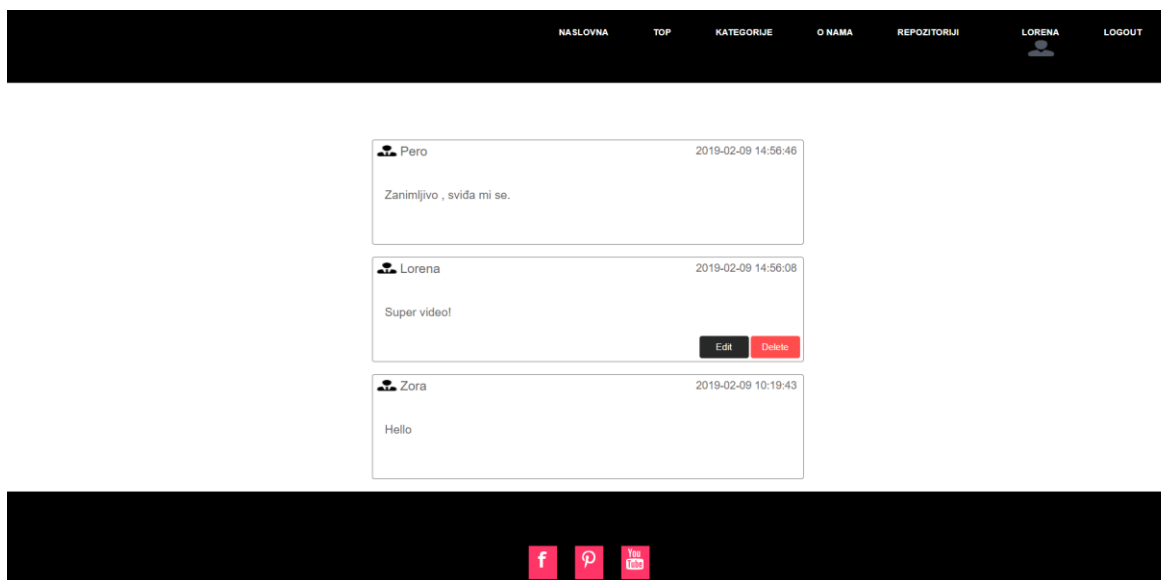 NASLOVNA TOP KATEGORIJE O NAMA REPOZITORIJI LORENA LOGOUT
Pero 2019-02-09 14:56:46
Zanimljivo , sviđa mi se.
Lorena 2019-02-09 14:56:08
Super video!
Edit Delete
Zora 2019-02-09 10:19:43
Hello
f You
Tube